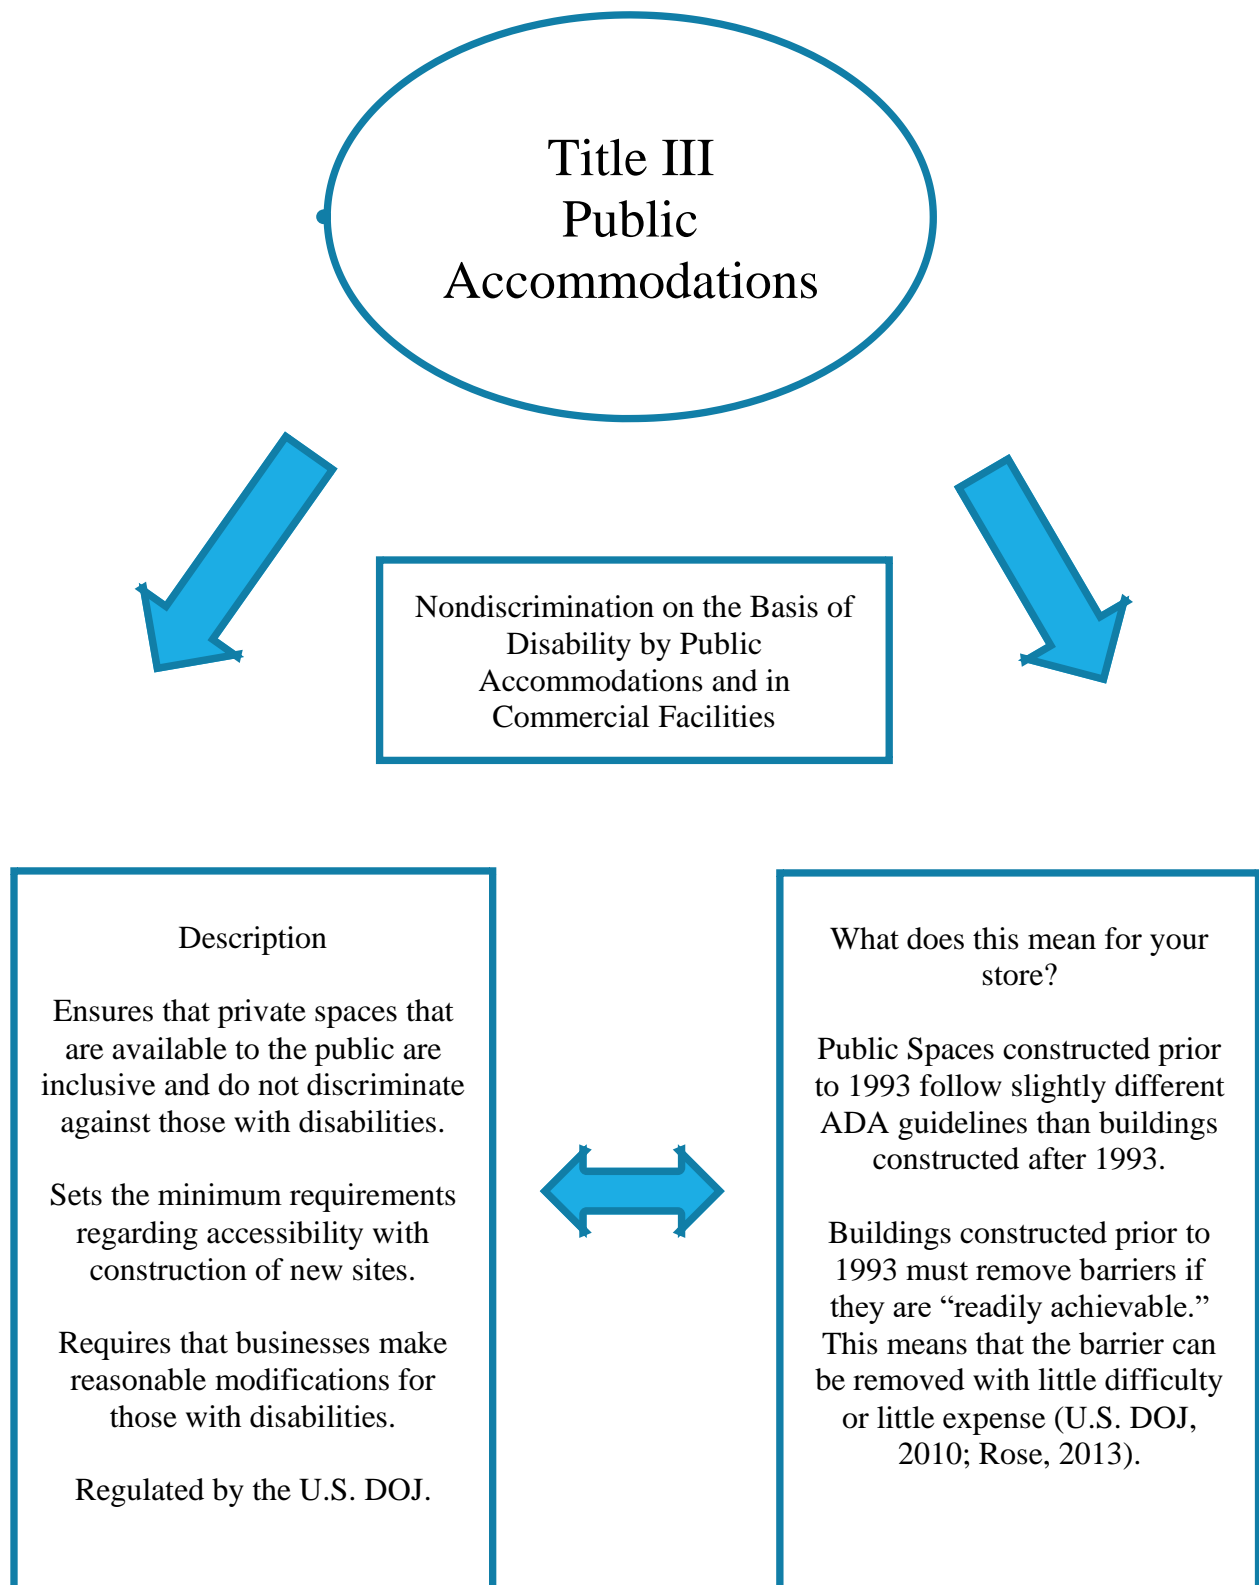 Title III
Public
Accommodations
Nondiscrimination on the Basis of
Disability by Public
Accommodations and in
Commercial Facilities
Description
Ensures that private spaces that
are available to the public are
inclusive and do not discriminate
against those with disabilities.
Sets the minimum requirements
regarding accessibility with
construction of new sites.
Requires that businesses make
reasonable modifications for
those with disabilities.
Regulated by the U.S. DOJ.
What does this mean for your
store?
Public Spaces constructed prior
to 1993 follow slightly different
ADA guidelines than buildings
constructed after 1993.
Buildings constructed prior to
1993 must remove barriers if
they are “readily achievable.”
This means that the barrier can
be removed with little difficulty
or little expense (U.S. DOJ,
2010; Rose, 2013).